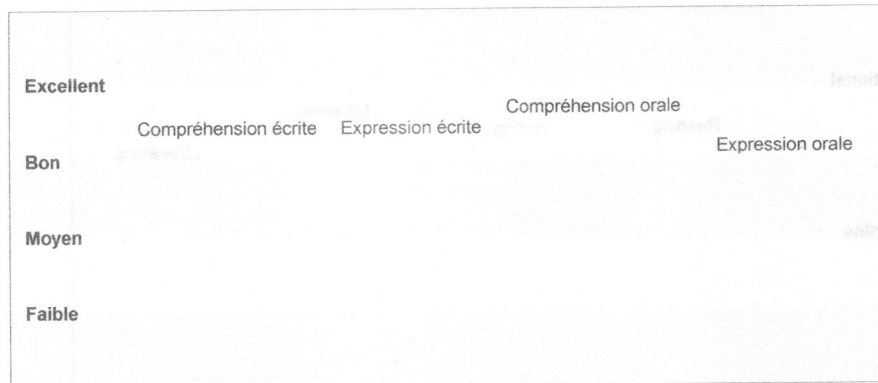 Excellent
Compréhension orale
Compréhension écrite Expression écrite
Expression orale
Bon
Moyen
Faible